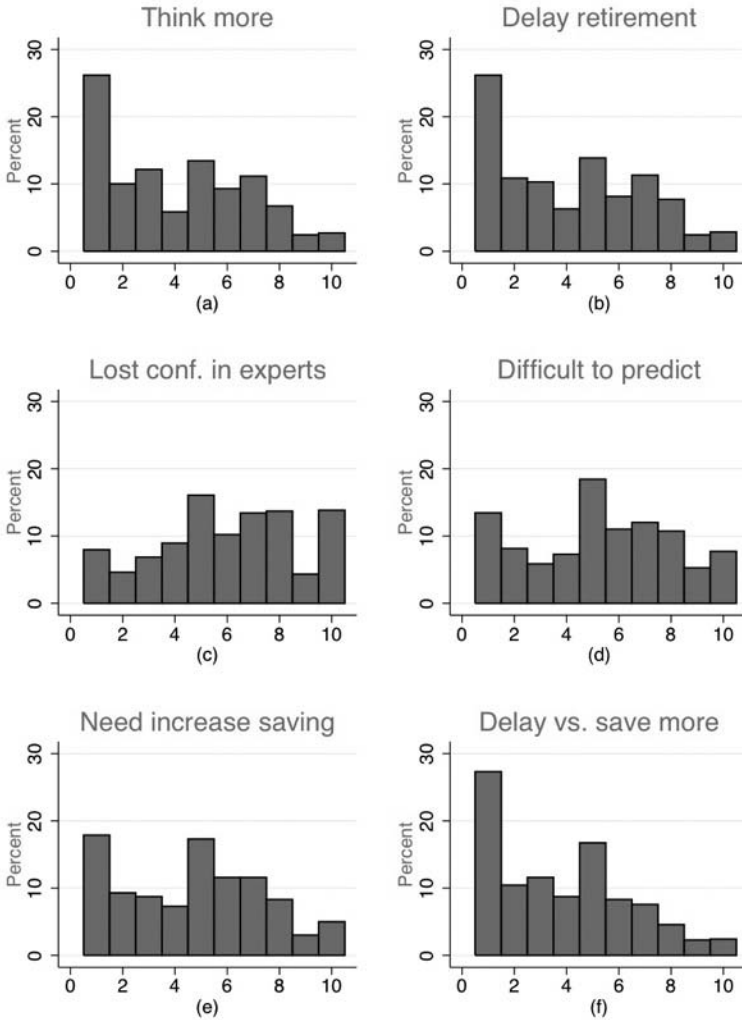 Think more
Percent
30
20
10
0
0 2 4 6 8 10
(a)
Delay retirement
Percent
30
20
10
0
0 2 4 6 8 10
(b)
Lost conf. in experts
Percent
30
20
10
0
0 2 4 6 8 10
(c)
Difficult to predict
Percent
30
20
10
0
0 2 4 6 8 10
(d)
Need increase saving
Percent
30
20
10
0
0 2 4 6 8 10
(e)
Delay vs. save more
Percent
30
20
10
0
0 2 4 6 8 10
(f)